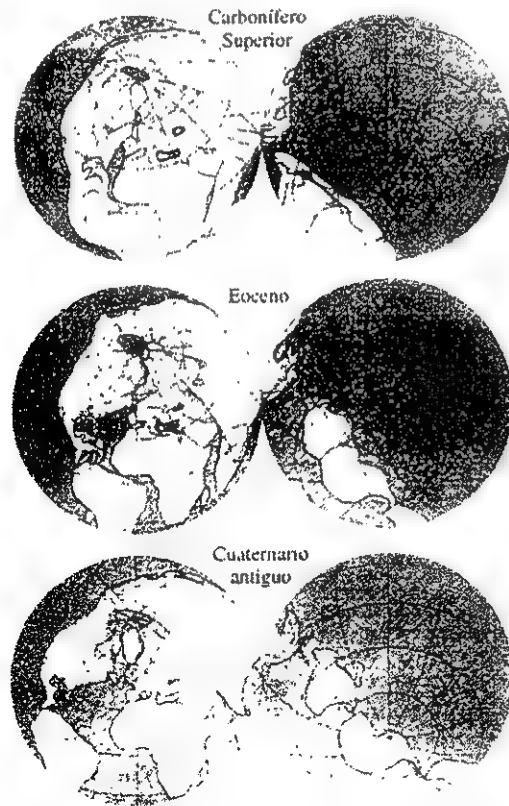 Carbonífero
Superior
Eoceno
Cuaternario
antiguo